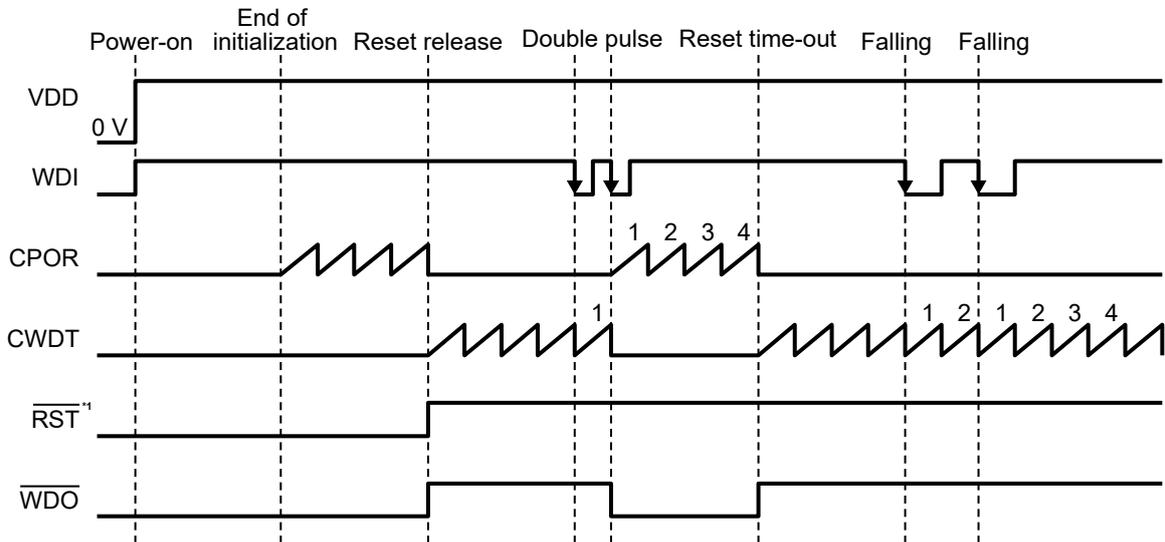 End of
Power-on initialization Reset release Double pulse Reset time-out Falling Falling
VDD
0 V
WDI
1 2 3 4
CPOR
1 1 2 1 2 3 4
CWDT
RST *1
WDO